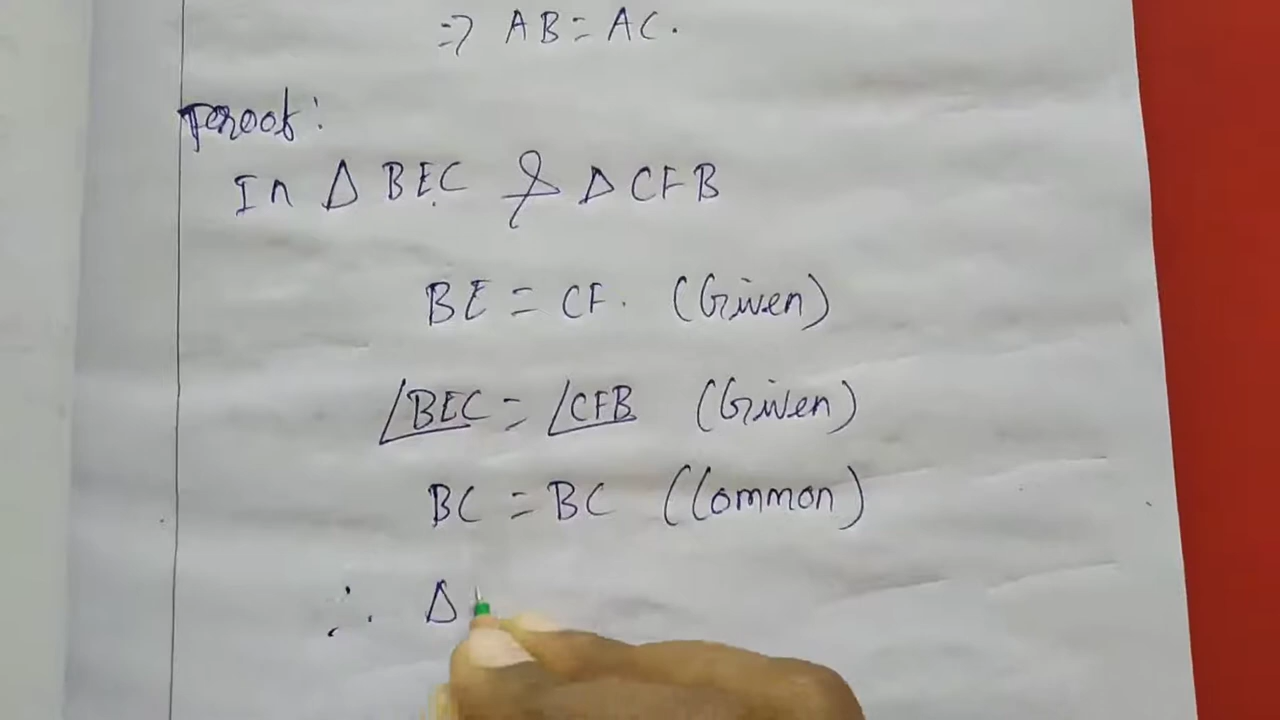 => AB = AC.
Proof:
In Δ BEC & Δ CFB
BE = CF. (Given)
∠BEC = ∠CFB (Given)
BC = BC (Common)
∴ Δ